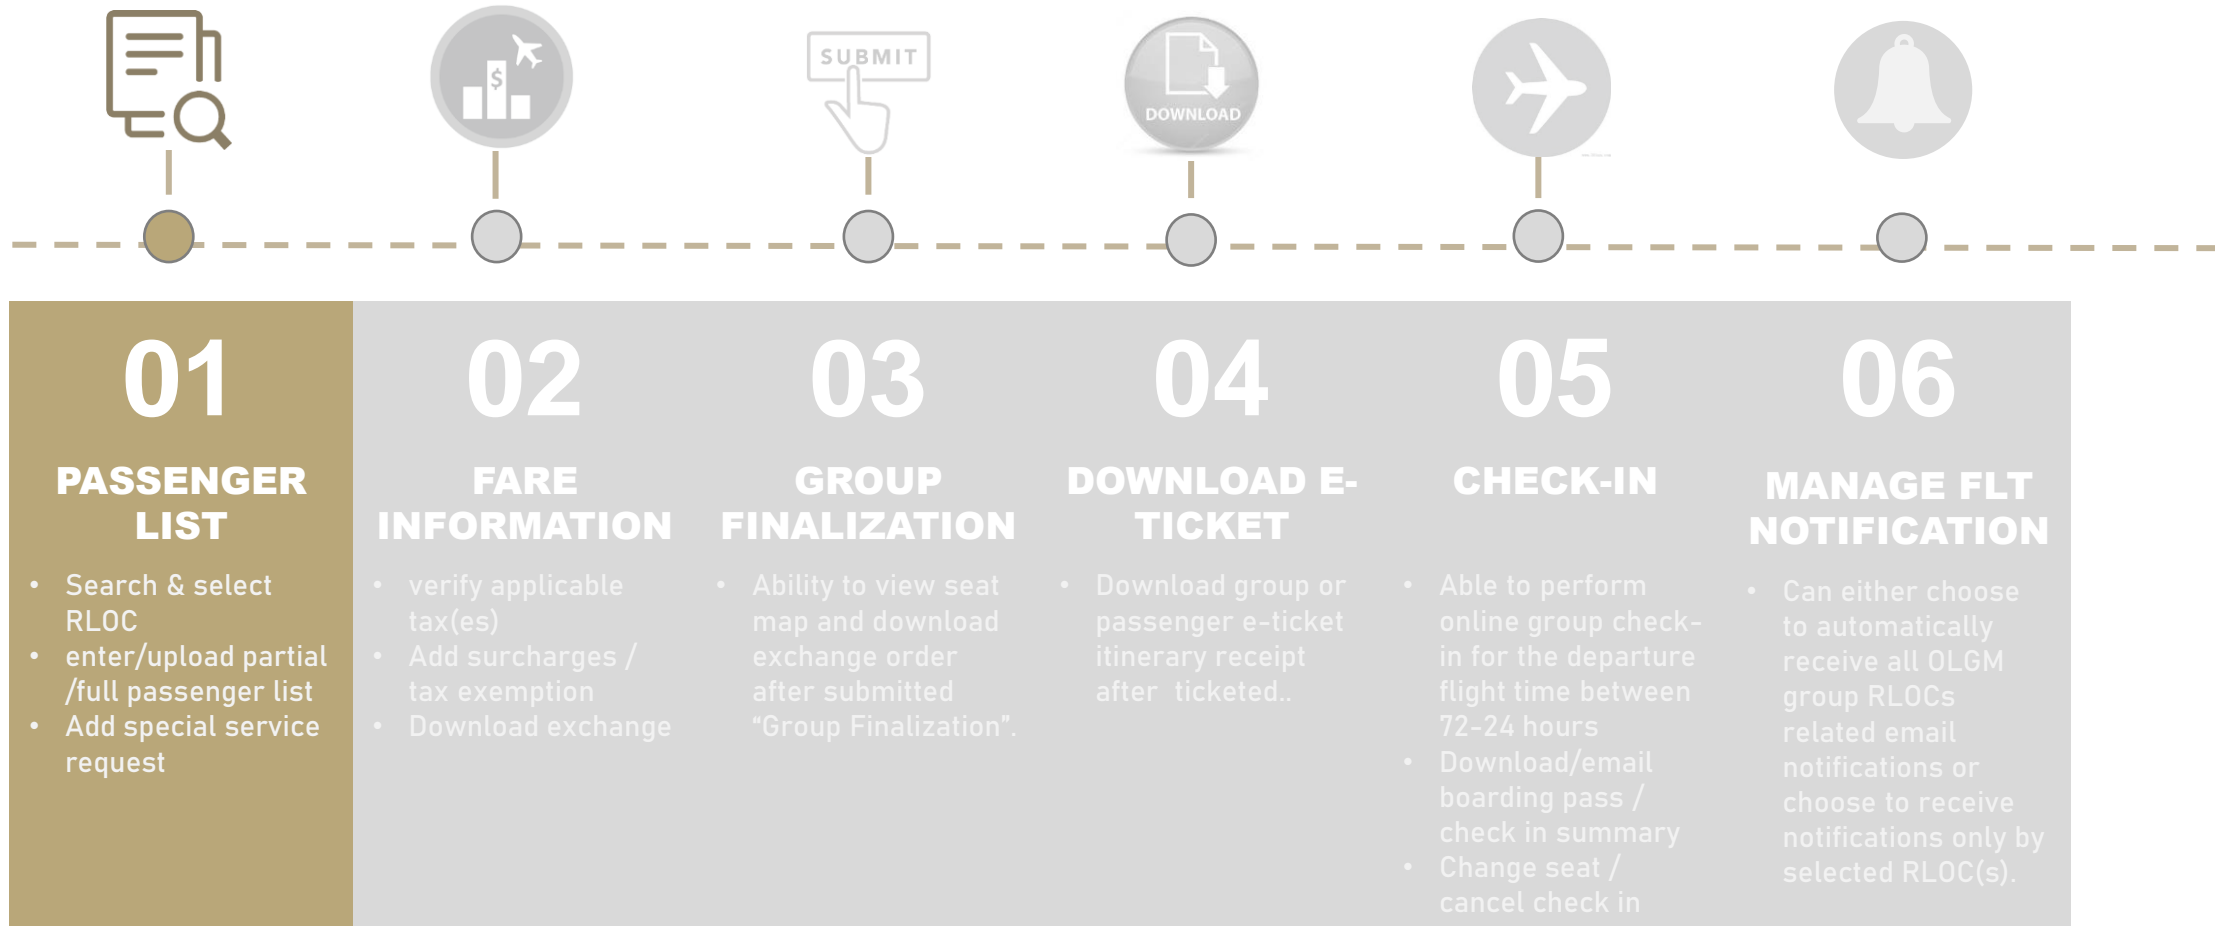 SUBMIT
$
DOWNLOAD
01
PASSENGER
LIST
• Search & select
RLOC
• enter/upload partial
/full passenger list
• Add special service
request
02
FARE
INFORMATION
• verify applicable
tax(es)
• Add surcharges /
tax exemption
• Download exchange
03
GROUP
FINALIZATION
• Ability to view seat
map and download
exchange order
after submitted
“Group Finalization”.
04
DOWNLOAD E-
TICKET
• Download group or
passenger e-ticket
itinerary receipt
after ticketed..
05
CHECK-IN
• Able to perform
online group check-
in for the departure
flight time between
72-24 hours
• Download/email
boarding pass /
check in summary
• Change seat /
cancel check in
06
MANAGE FLT
NOTIFICATION
• Can either choose
to automatically
receive all OLGM
group RLOCs
related email
notifications or
choose to receive
notifications only by
selected RLOC(s).